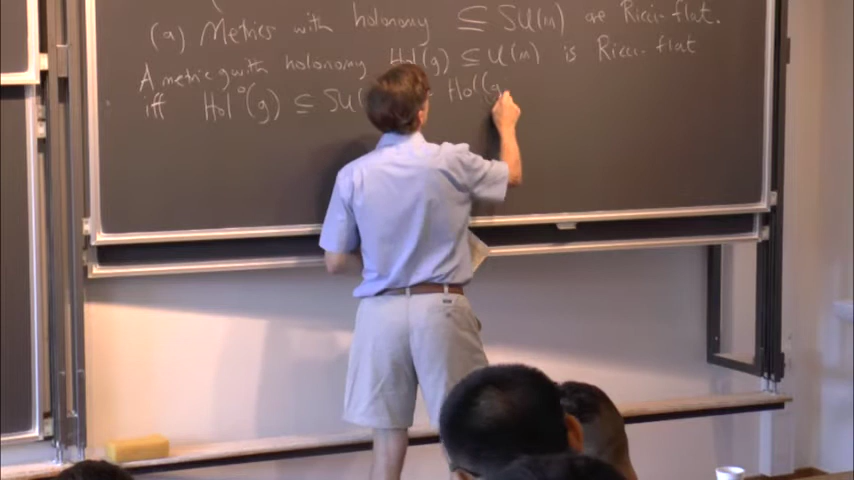 (a) Metrics with holonomy ⊆ SU(m) are Ricci-flat.
A metric g with holonomy Hol(g) ⊆ U(m) is Ricci-flat
iff Hol°(g) ⊆ SU( Hol(g